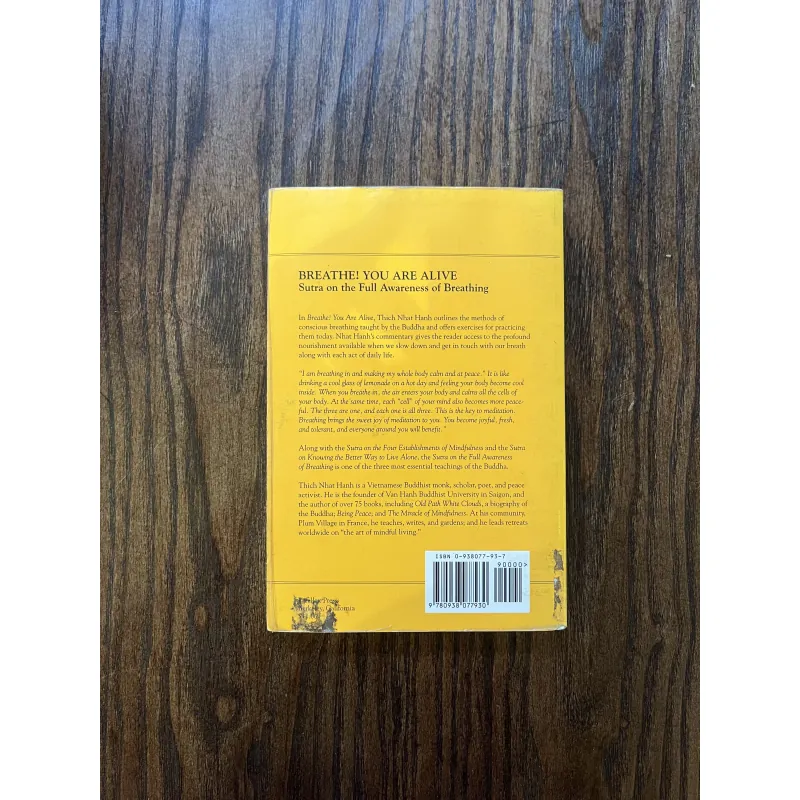 BREATHE! YOU ARE ALIVE
Sutra on the Full Awareness of Breathing
In Breathe! You Are Alive, Thich Nhat Hanh outlines the methods of
conscious breathing taught by the Buddha and offers exercises for practicing
them today. Nhat Hanh's commentary gives the reader access to the profound
nourishment available when we slow down and get in touch with our breath
along with each act of daily life.
"I am breathing in and making my whole body calm and at peace." It is like
drinking a cool glass of lemonade on a hot day and feeling your body become cool
inside. When you breathe in, the air enters your body and calms all the cells of
your body. At the same time, each "cell" of your mind also becomes more peace-
ful. The three are one, and each one is all three. This is the key to meditation.
Breathing brings the sweet joy of meditation to you. You become joyful, fresh,
and tolerant, and everyone around you will benefit."
Along with the Sutra on the Four Establishments of Mindfulness and the Sutra
on Knowing the Better Way to Live Alone, the Sutra on the Full Awareness
of Breathing is one of the three most essential teachings of the Buddha.
Thich Nhat Hanh is a Vietnamese Buddhist monk, scholar, poet, and peace
activist. He is the founder of Van Hanh Buddhist University in Saigon, and
the author of over 75 books, including Old Path White Clouds, a biography of
the Buddha; Being Peace; and The Miracle of Mindfulness. At his community,
Plum Village in France, he teaches, writes, and gardens; and he leads retreats
worldwide on "the art of mindful living."
ISBN 0-938077-93-7
90000>
9 780938 077930
Press
California